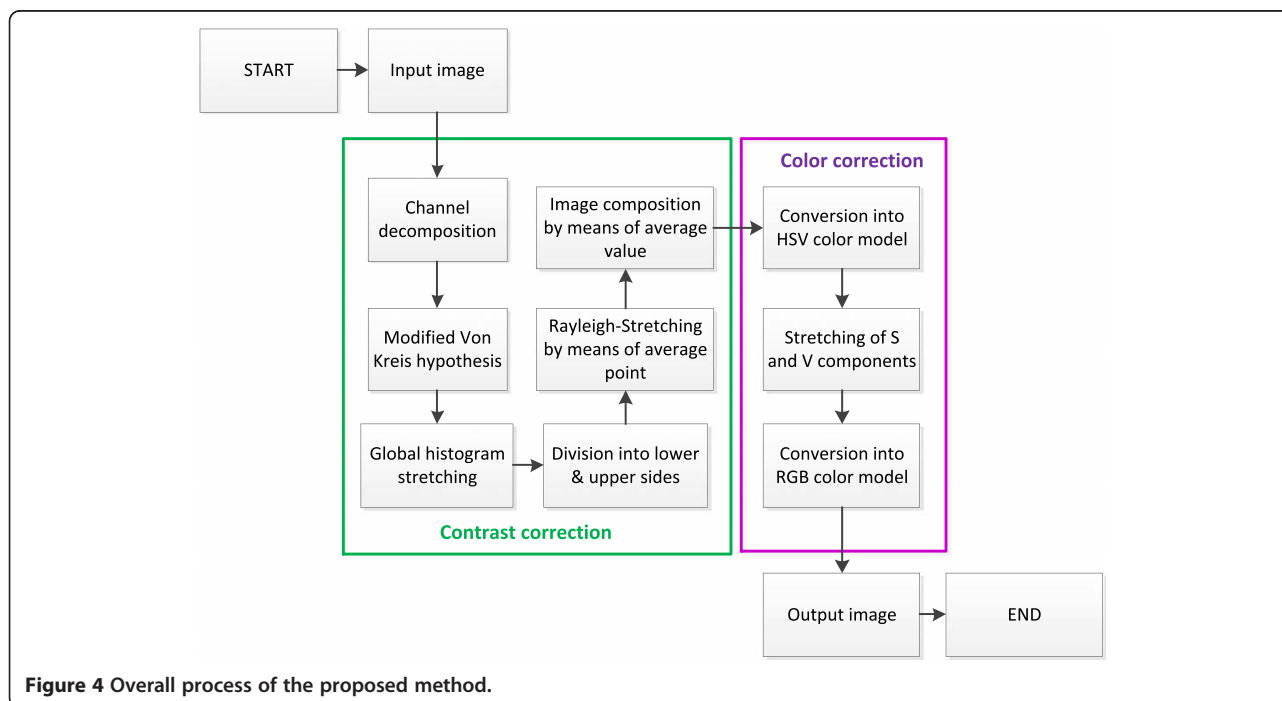 START
Input image
Channel
decomposition
Modified Von
Kreis hypothesis
Global histogram
stretching
Division into lower
& upper sides
Rayleigh-Stretching
by means of average
point
Image composition
by means of average
value
Contrast correction
Color correction
Conversion into
HSV color model
Stretching of S
and V components
Conversion into
RGB color model
Output image
END
Figure 4 Overall process of the proposed method.